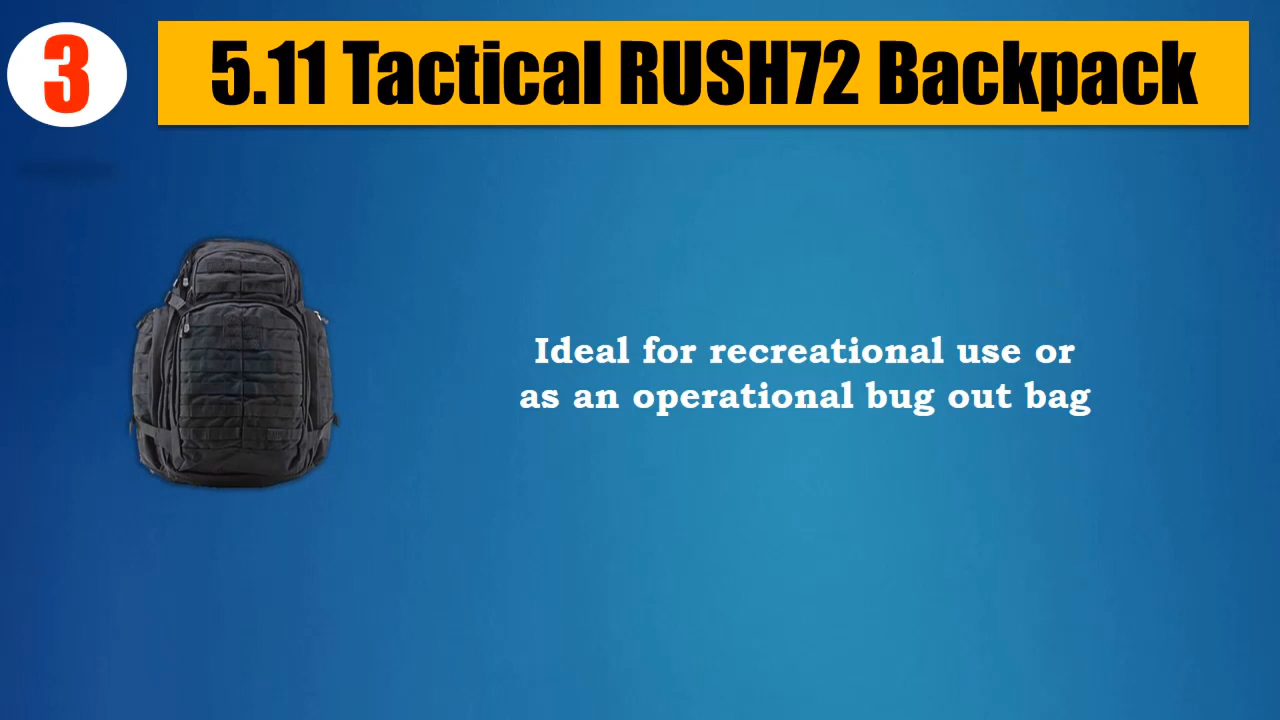 3
5.11 Tactical RUSH72 Backpack
Ideal for recreational use or
as an operational bug out bag